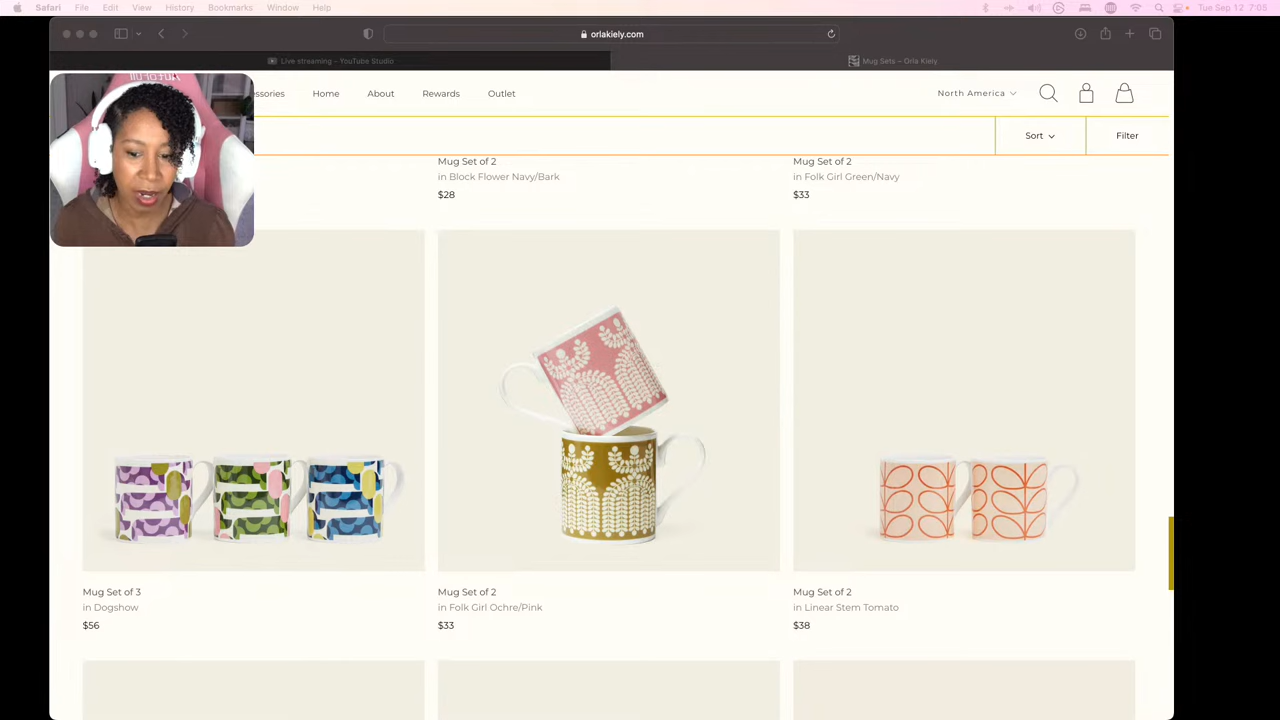 Safari File Edit View History Bookmarks Window Help Tue Sep 12 7:05
orlakiely.com
Live streaming – YouTube Studio Mug Sets – Orla Kiely
essories Home About Rewards Outlet North America
Sort Filter
Mug Set of 2 Mug Set of 2
in Block Flower Navy/Bark in Folk Girl Green/Navy
$28 $33
Mug Set of 3 Mug Set of 2 Mug Set of 2
in Dogshow in Folk Girl Ochre/Pink in Linear Stem Tomato
$56 $33 $38